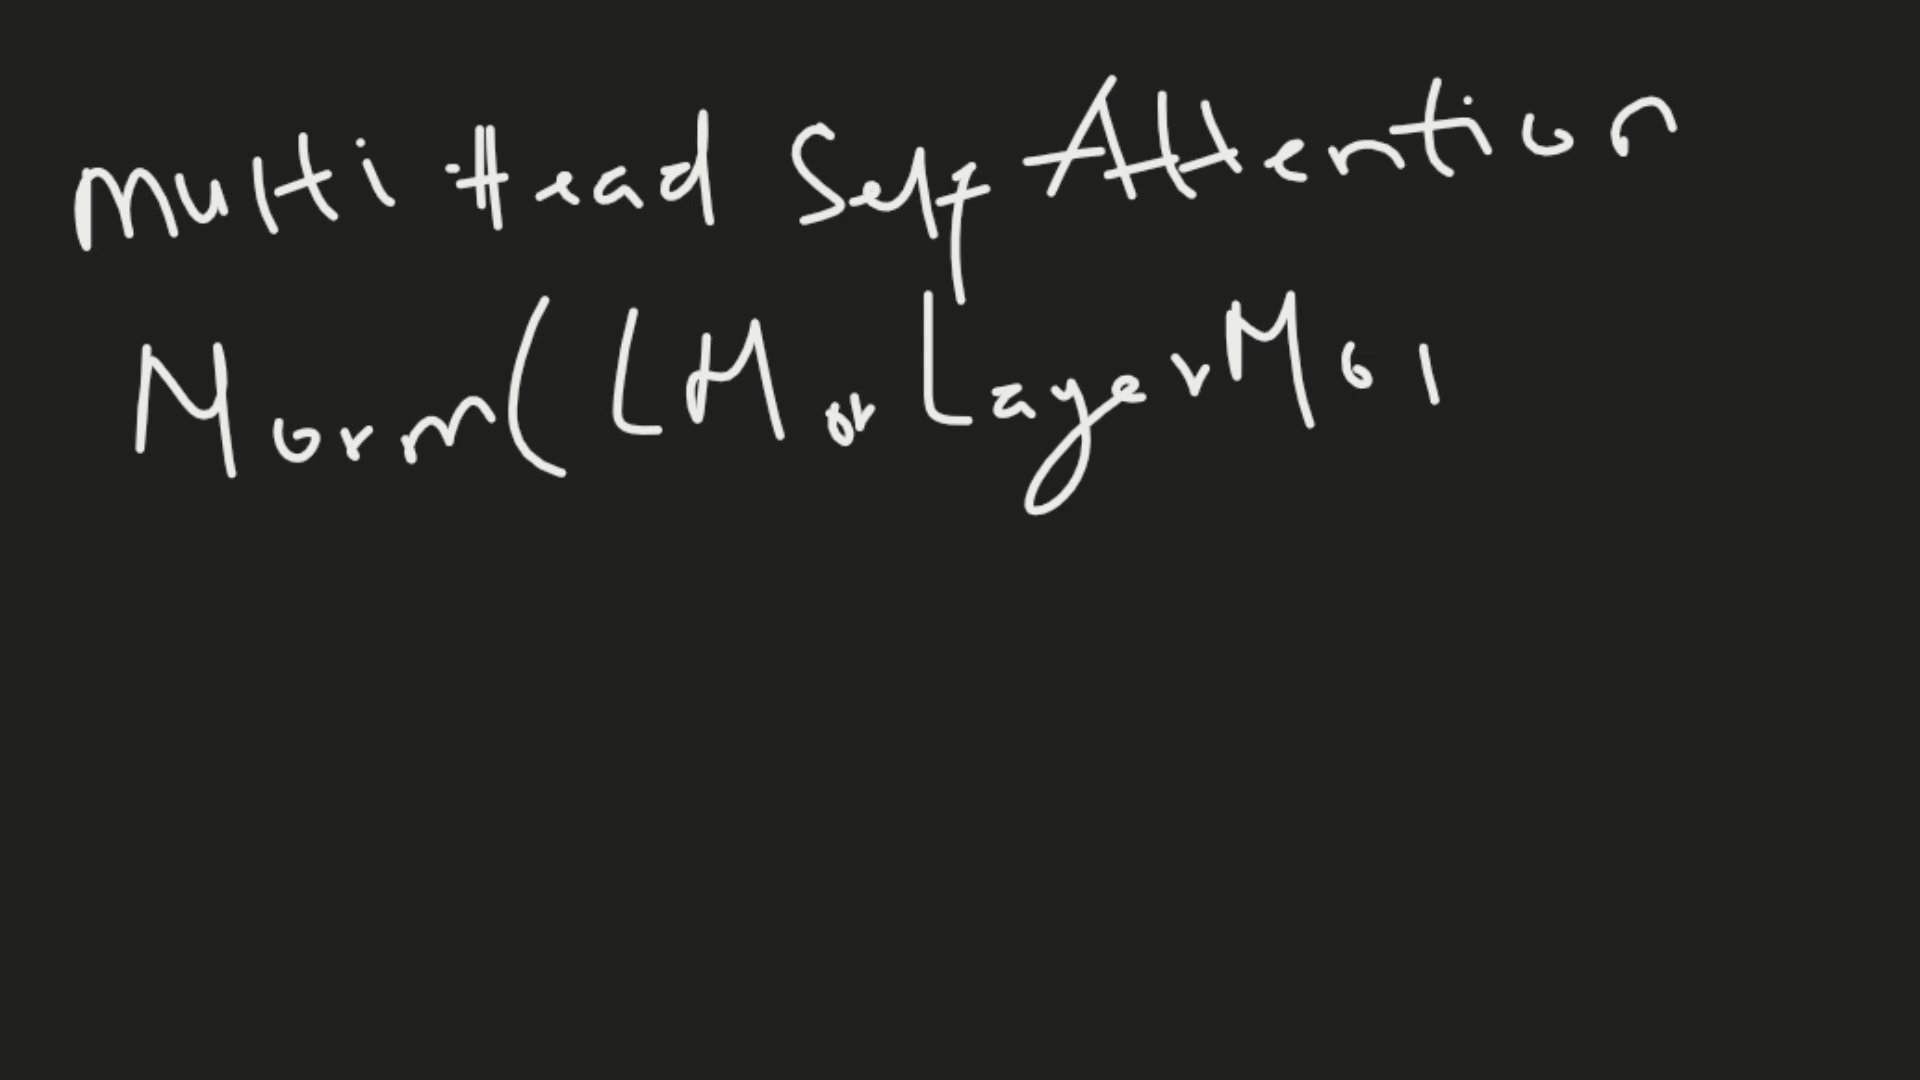 Multi Head Self Attention
Norm( LN or LayerNo